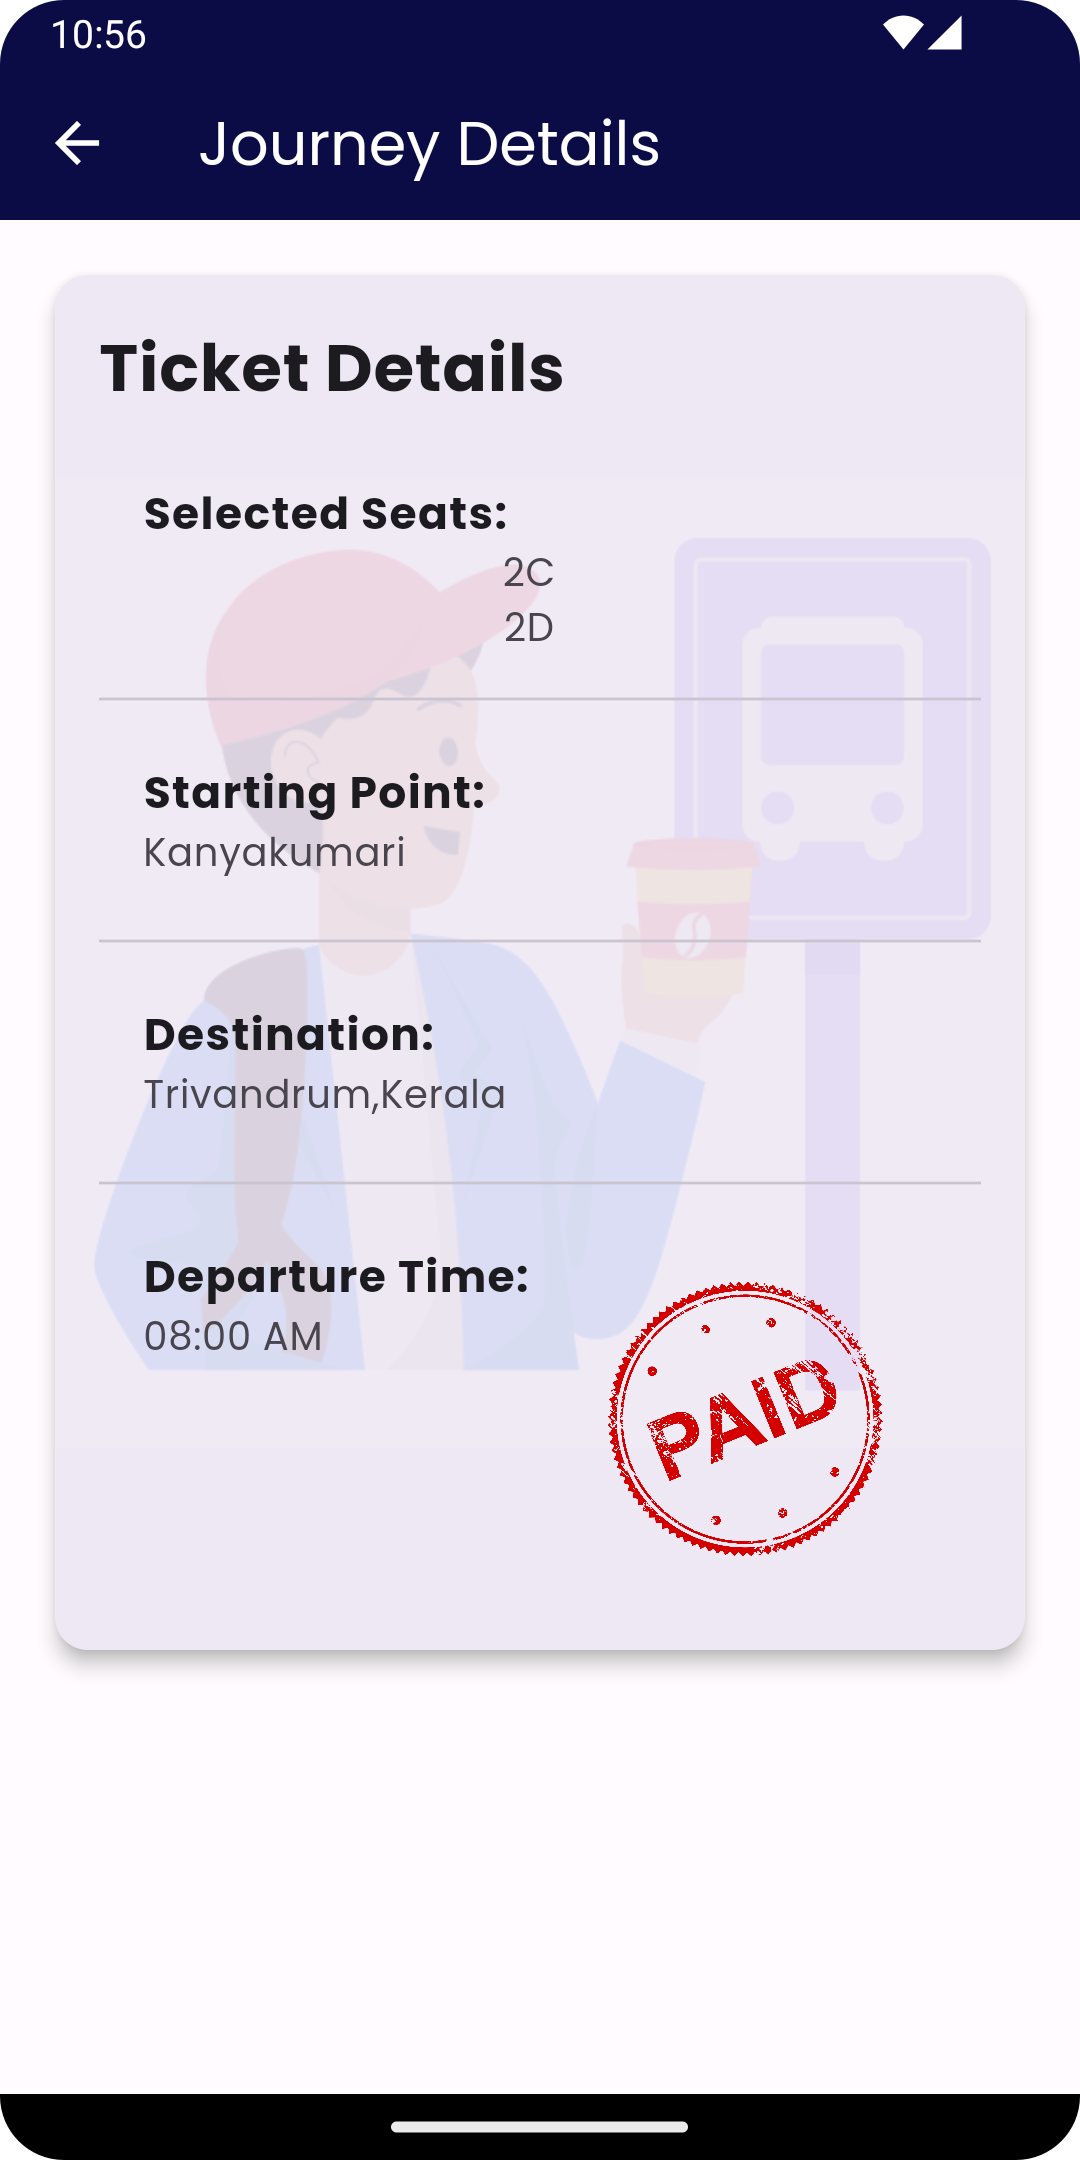 10:56
Journey Details
Ticket Details
Selected Seats:
2C
2D
Starting Point:
Kanyakumari
Destination:
Trivandrum,Kerala
Departure Time:
08:00 AM
PAID